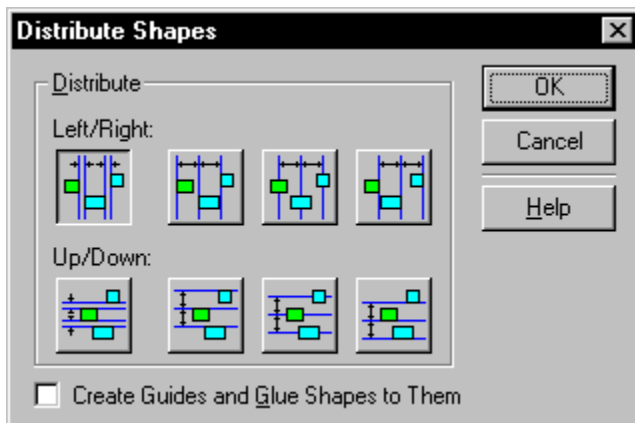 Distribute Shapes
Distribute
OK
Left/Right:
Cancel
Help
Up/Down:
Create Guides and Glue Shapes to Them